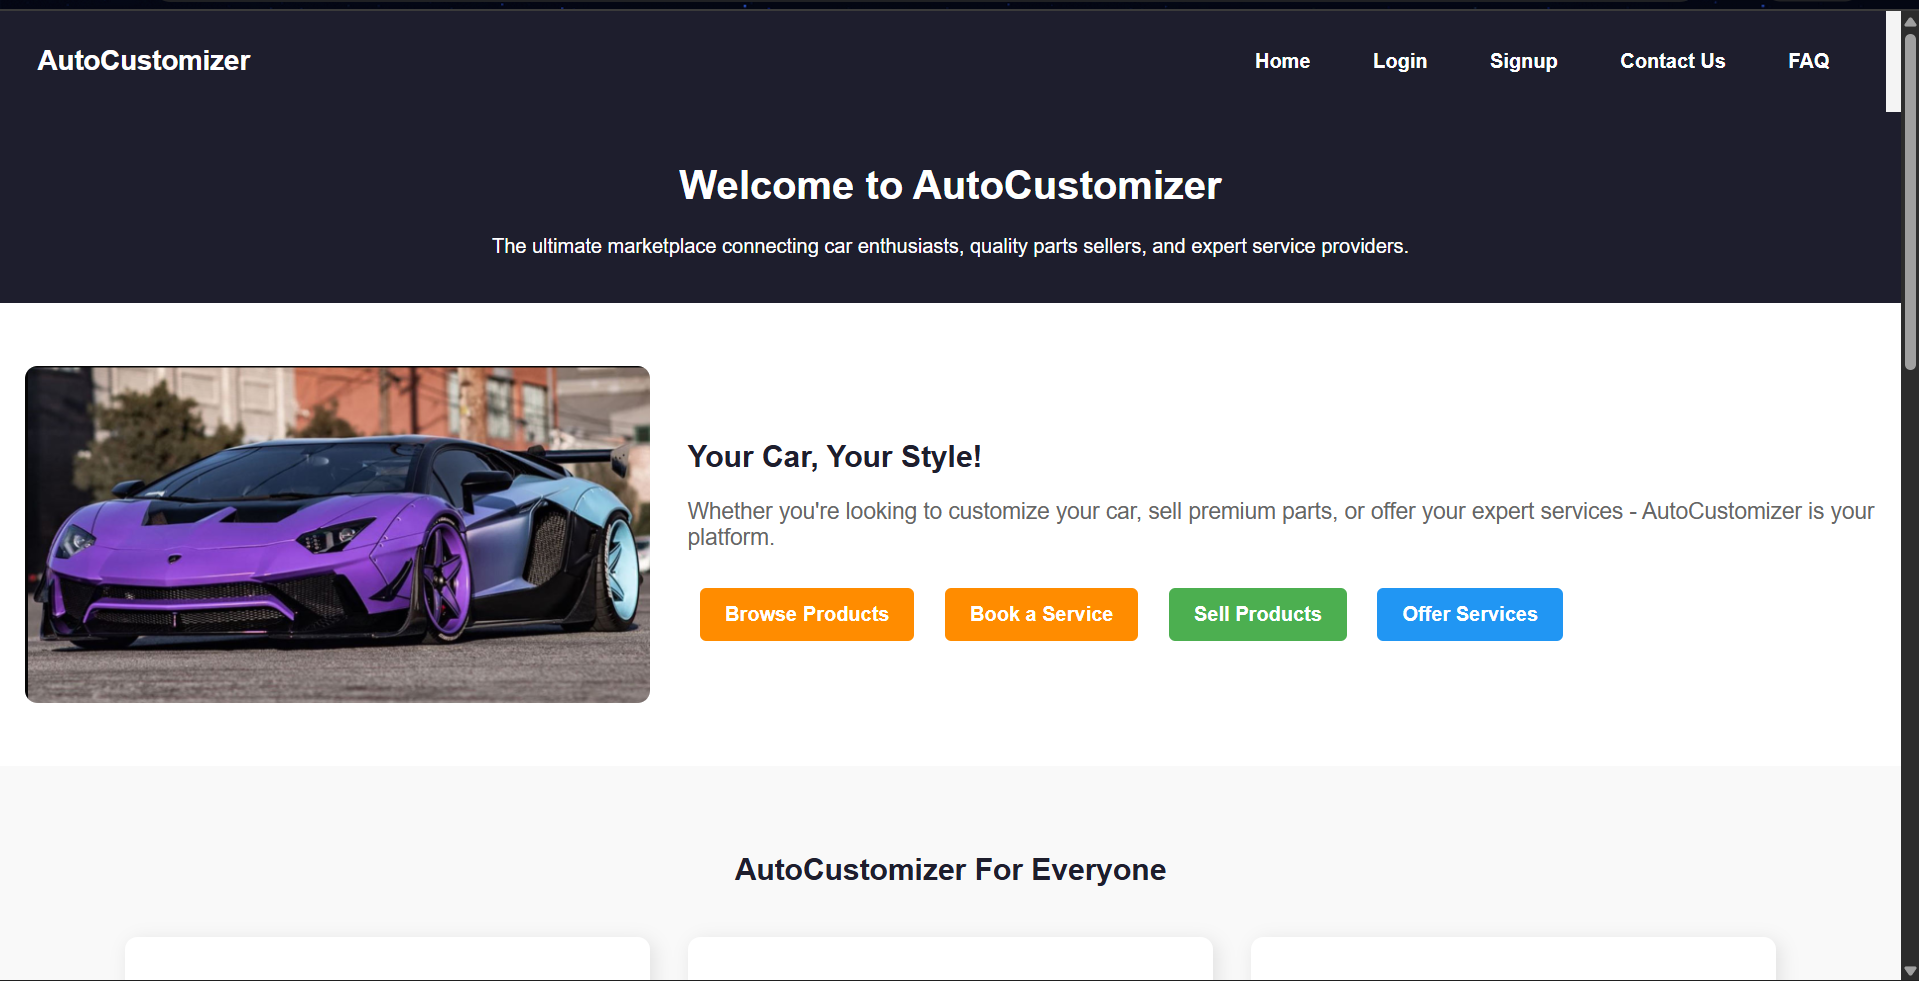 AutoCustomizer
Home Login Signup Contact Us FAQ
Welcome to AutoCustomizer
The ultimate marketplace connecting car enthusiasts, quality parts sellers, and expert service providers.
Your Car, Your Style!
Whether you're looking to customize your car, sell premium parts, or offer your expert services - AutoCustomizer is your
platform.
Browse Products Book a Service Sell Products Offer Services
AutoCustomizer For Everyone